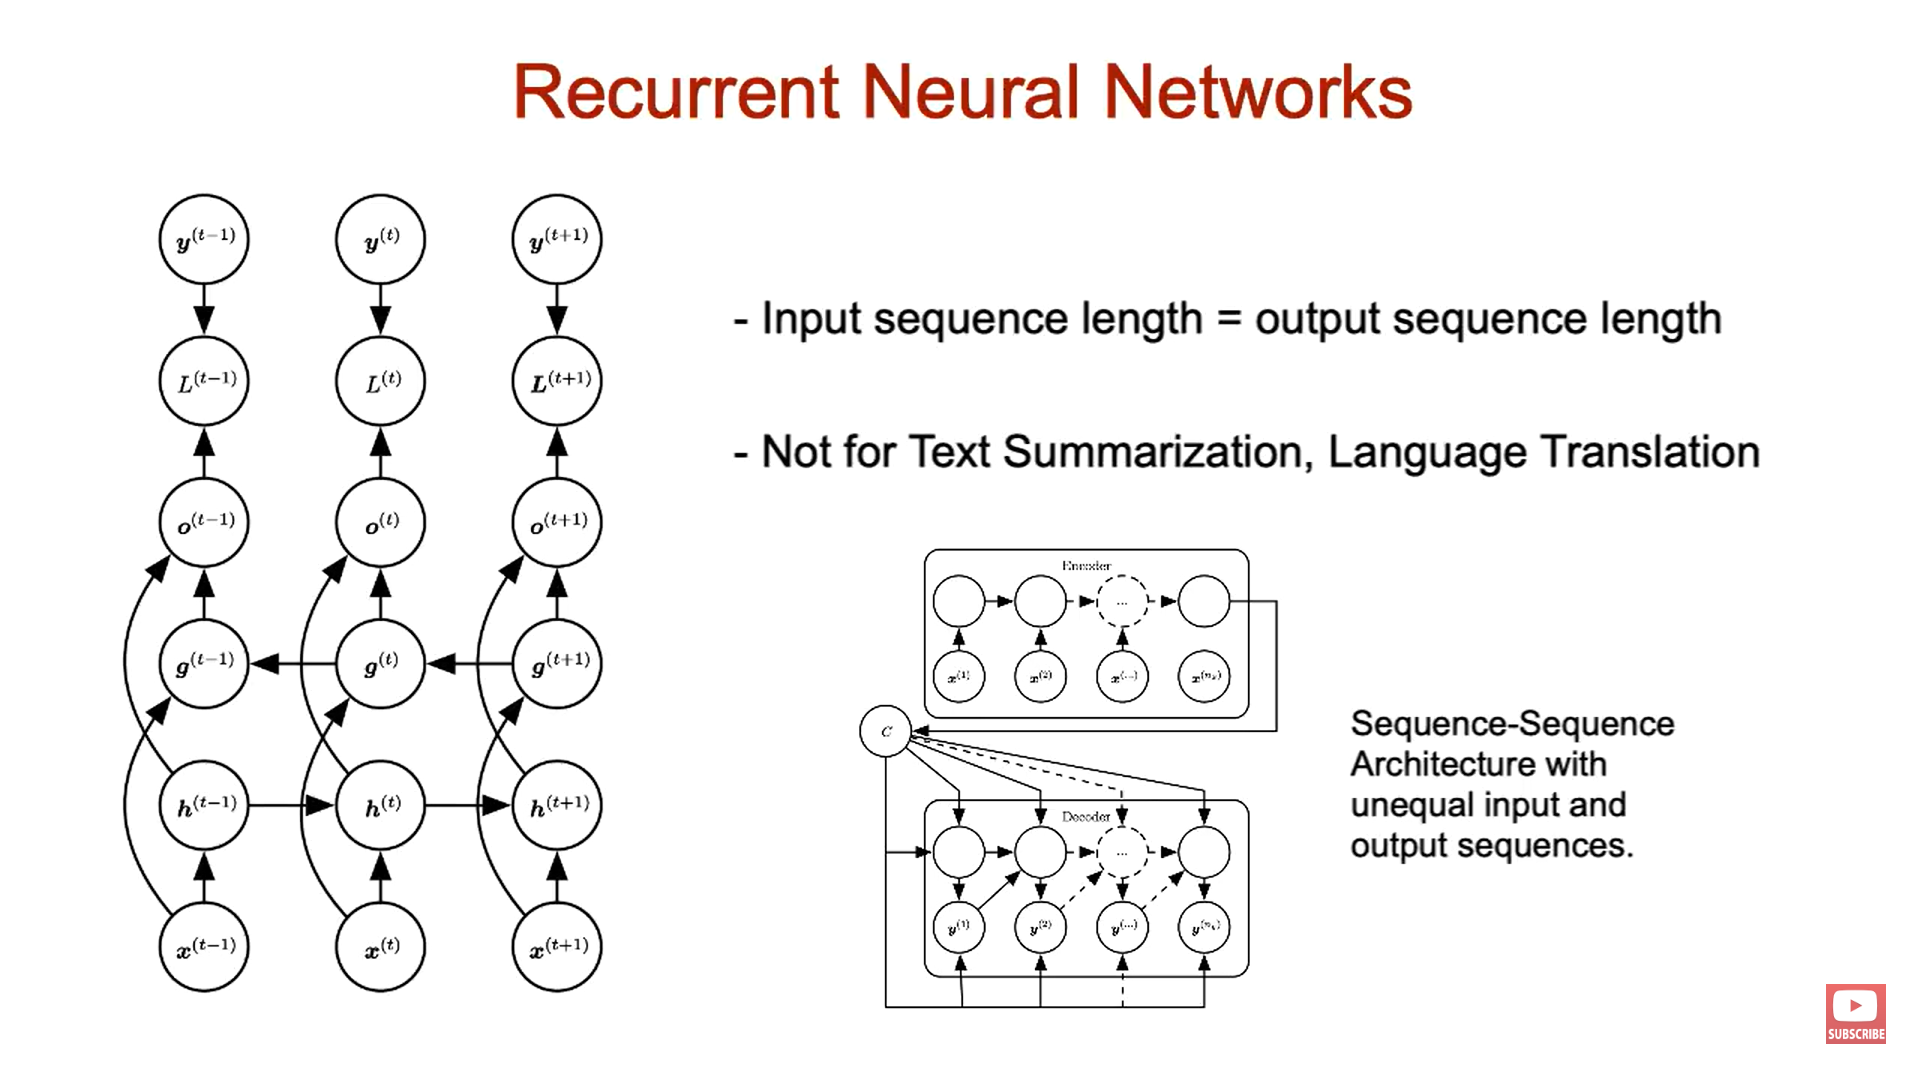 Recurrent Neural Networks
y(t−1) y(t) y(t+1)
L(t−1) L(t) L(t+1)
o(t−1) o(t) o(t+1)
g(t−1) g(t) g(t+1)
h(t−1) h(t) h(t+1)
x(t−1) x(t) x(t+1)
- Input sequence length = output sequence length
- Not for Text Summarization, Language Translation
Encoder
...
x(1) x(2) x(...) x(nx)
C
Decoder
...
y(1) y(2) y(...) y(ny)
Sequence-Sequence
Architecture with
unequal input and
output sequences.
SUBSCRIBE